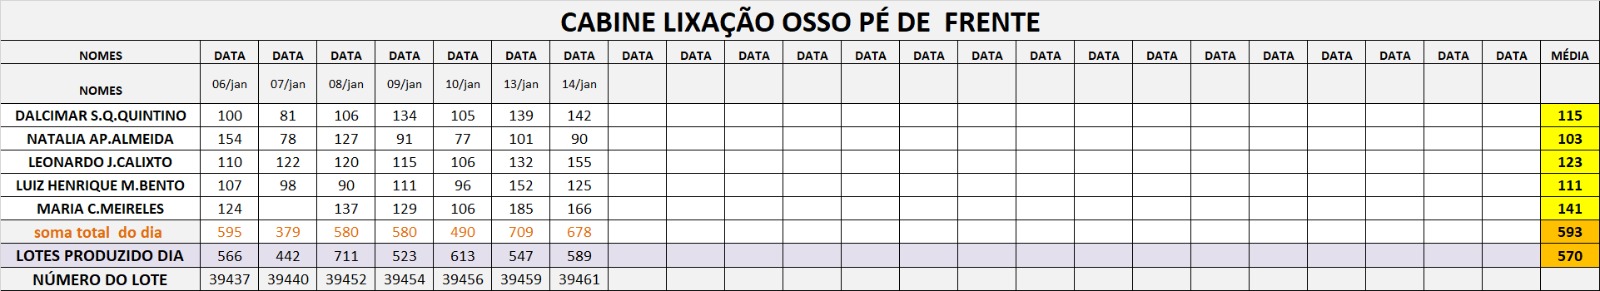 CABINE LIXAÇÃO OSSO PÉ DE  FRENTE
NOMES DATA DATA DATA DATA DATA DATA DATA DATA DATA DATA DATA DATA DATA DATA DATA DATA DATA DATA DATA DATA DATA DATA DATA MÉDIA
NOMES 06/jan 07/jan 08/jan 09/jan 10/jan 13/jan 14/jan
DALCIMAR S.Q.QUINTINO 100 81 106 134 105 139 142 115
NATALIA AP.ALMEIDA 154 78 127 91 77 101 90 103
LEONARDO J.CALIXTO 110 122 120 115 106 132 155 123
LUIZ HENRIQUE M.BENTO 107 98 90 111 96 152 125 111
MARIA C.MEIRELES 124 137 129 106 185 166 141
soma total  do dia 595 379 580 580 490 709 678 593
LOTES PRODUZIDO DIA 566 442 711 523 613 547 589 570
NÚMERO DO LOTE 39437 39440 39452 39454 39456 39459 39461